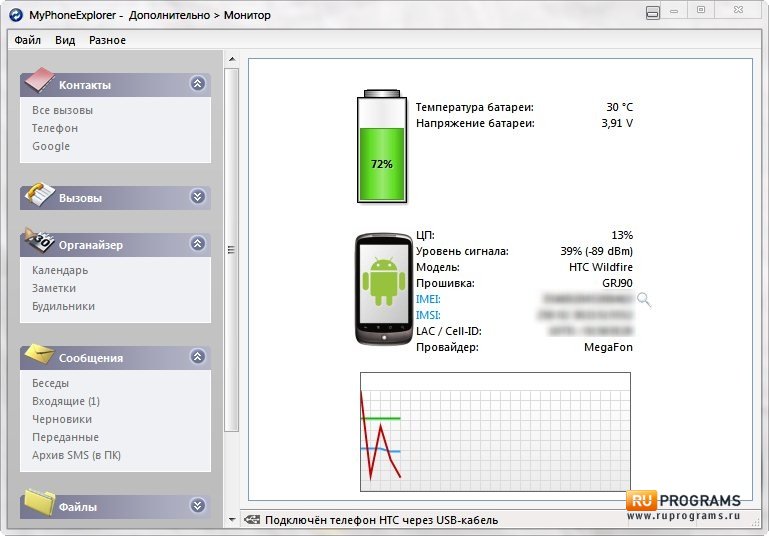 MyPhoneExplorer - Дополнительно > Монитор
Файл Вид Разное
Контакты
Все вызовы
Телефон
Google
Вызовы
Органайзер
Календарь
Заметки
Будильники
Сообщения
Беседы
Входящие (1)
Черновики
Переданные
Архив SMS (в ПК)
Файлы
72%
Температура батареи: 30 °C
Напряжение батареи: 3,91 V
ЦП: 13%
Уровень сигнала: 39% (-89 dBm)
Модель: HTC Wildfire
Прошивка: GRJ90
IMEI:
IMSI:
LAC / Cell-ID:
Провайдер: MegaFon
Подключён телефон HTC через USB-кабель
RU PROGRAMS
www.ruprograms.ru